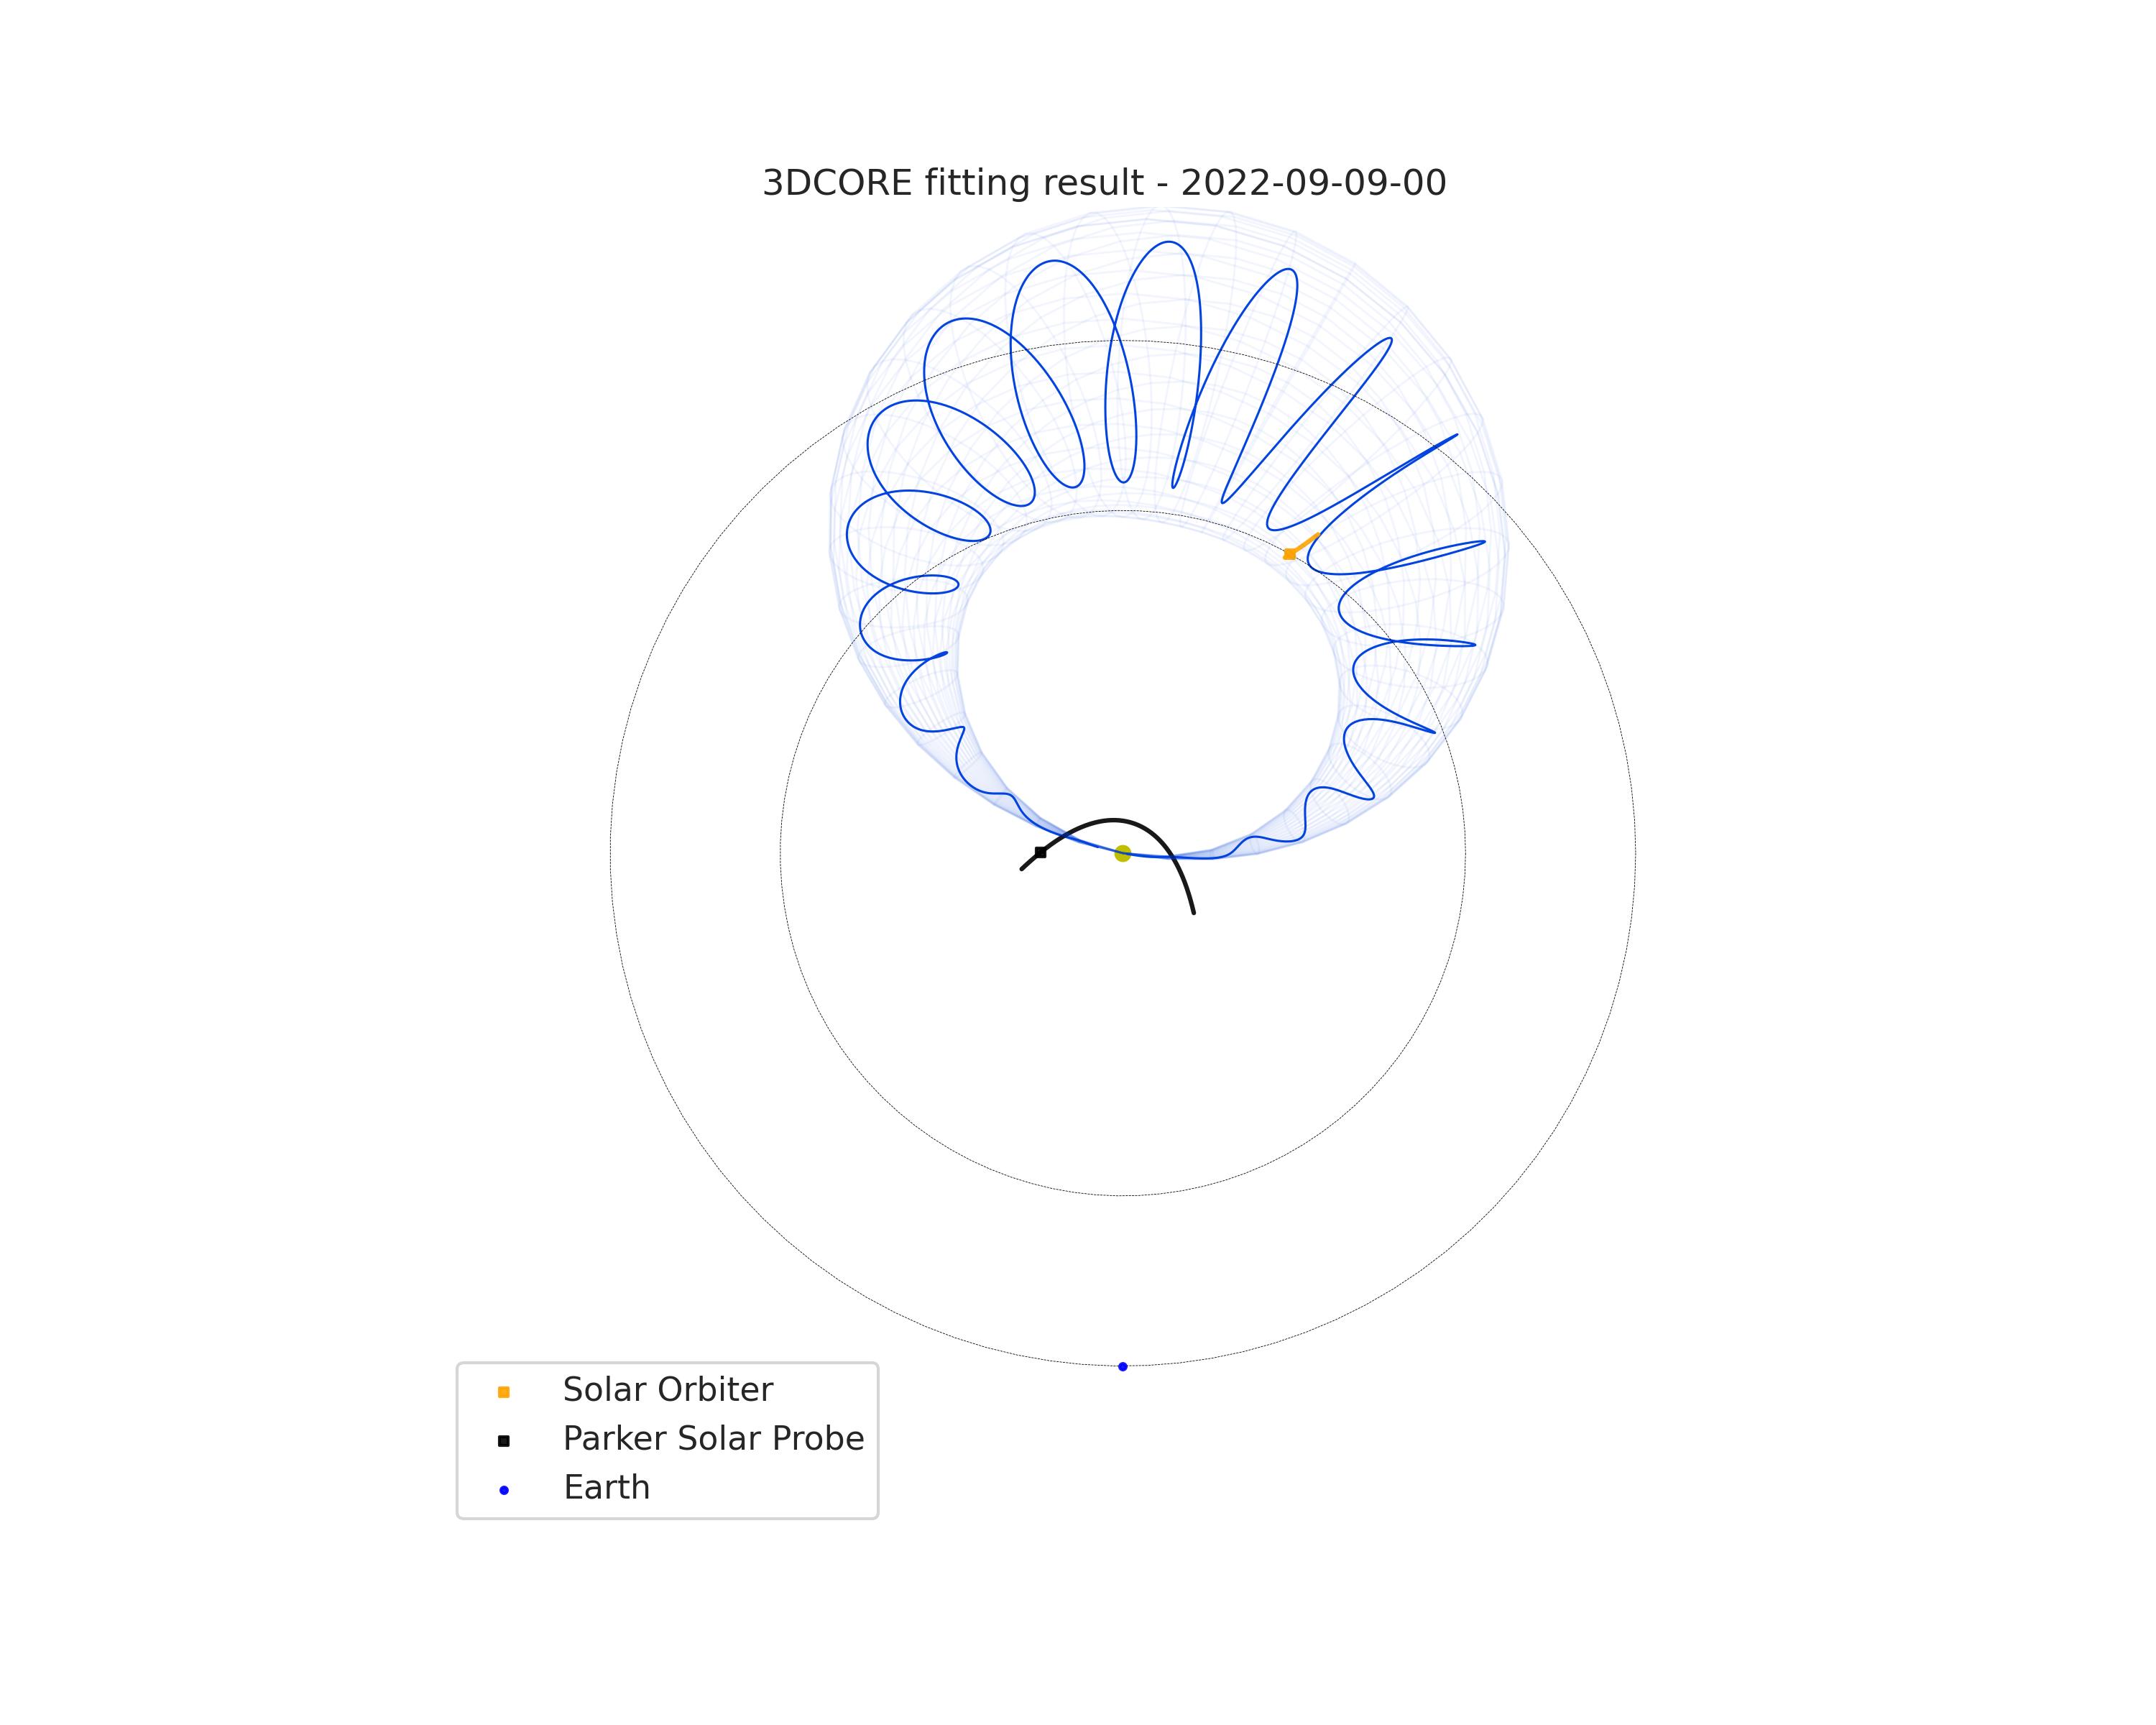 3DCORE fitting result - 2022-09-09-00
Solar Orbiter
Parker Solar Probe
Earth